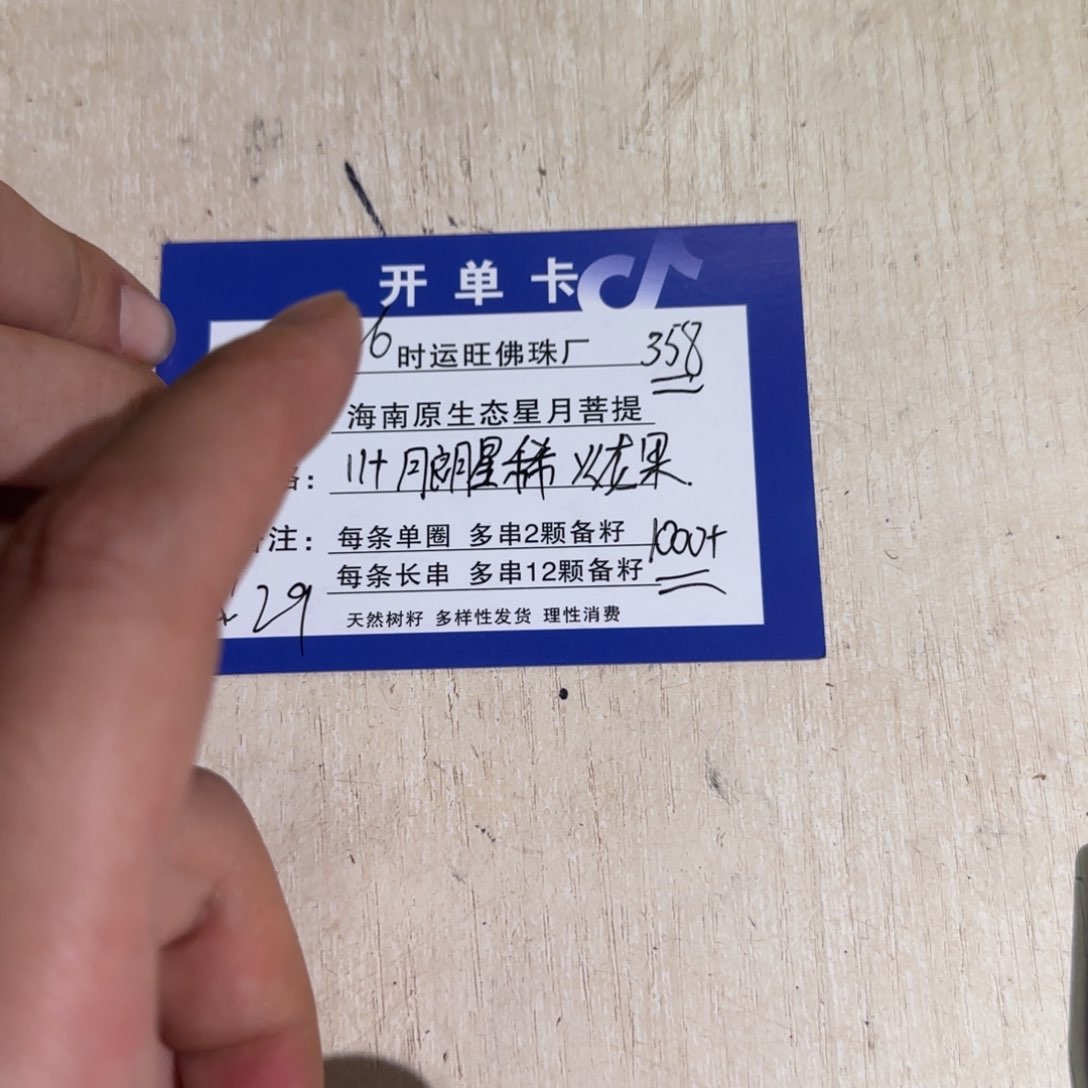 开单卡
6 时运旺佛珠厂 358
海南原生态星月菩提
格: 11+月朗星稀 结果.
备注: 每条单圈 多串2颗备籽 1000+
每条长串 多串12颗备籽
29 天然树籽 多样性发货 理性消费